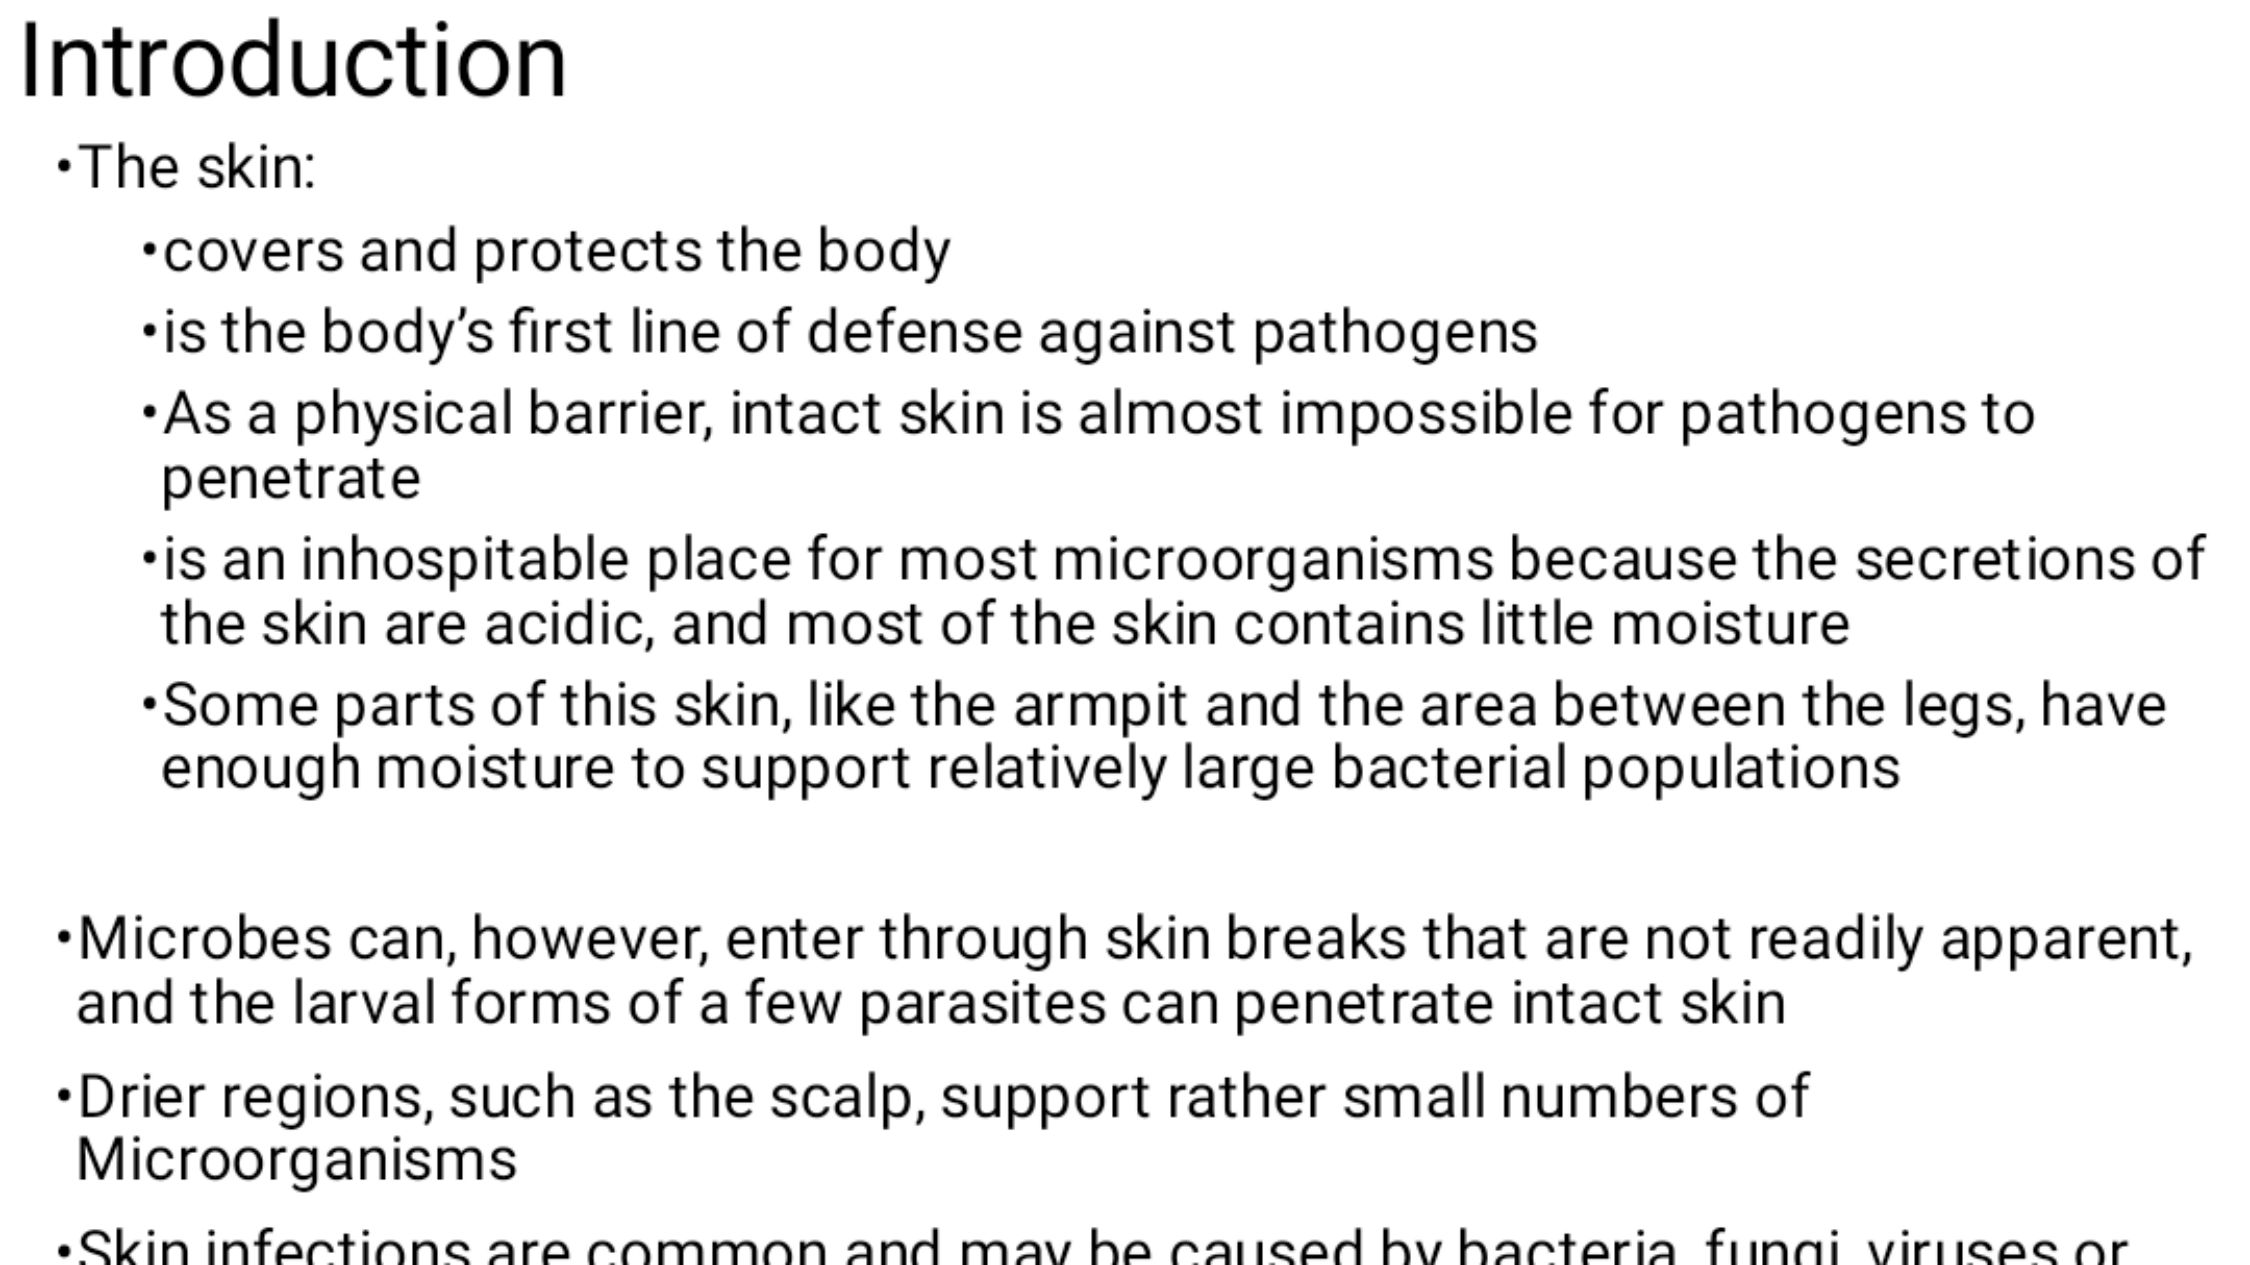 Introduction
•The skin:
•covers and protects the body
•is the body’s first line of defense against pathogens
•As a physical barrier, intact skin is almost impossible for pathogens to
penetrate
•is an inhospitable place for most microorganisms because the secretions of
the skin are acidic, and most of the skin contains little moisture
•Some parts of this skin, like the armpit and the area between the legs, have
enough moisture to support relatively large bacterial populations
•Microbes can, however, enter through skin breaks that are not readily apparent,
and the larval forms of a few parasites can penetrate intact skin
•Drier regions, such as the scalp, support rather small numbers of
Microorganisms
•Skin infections are common and may be caused by bacteria, fungi, viruses or